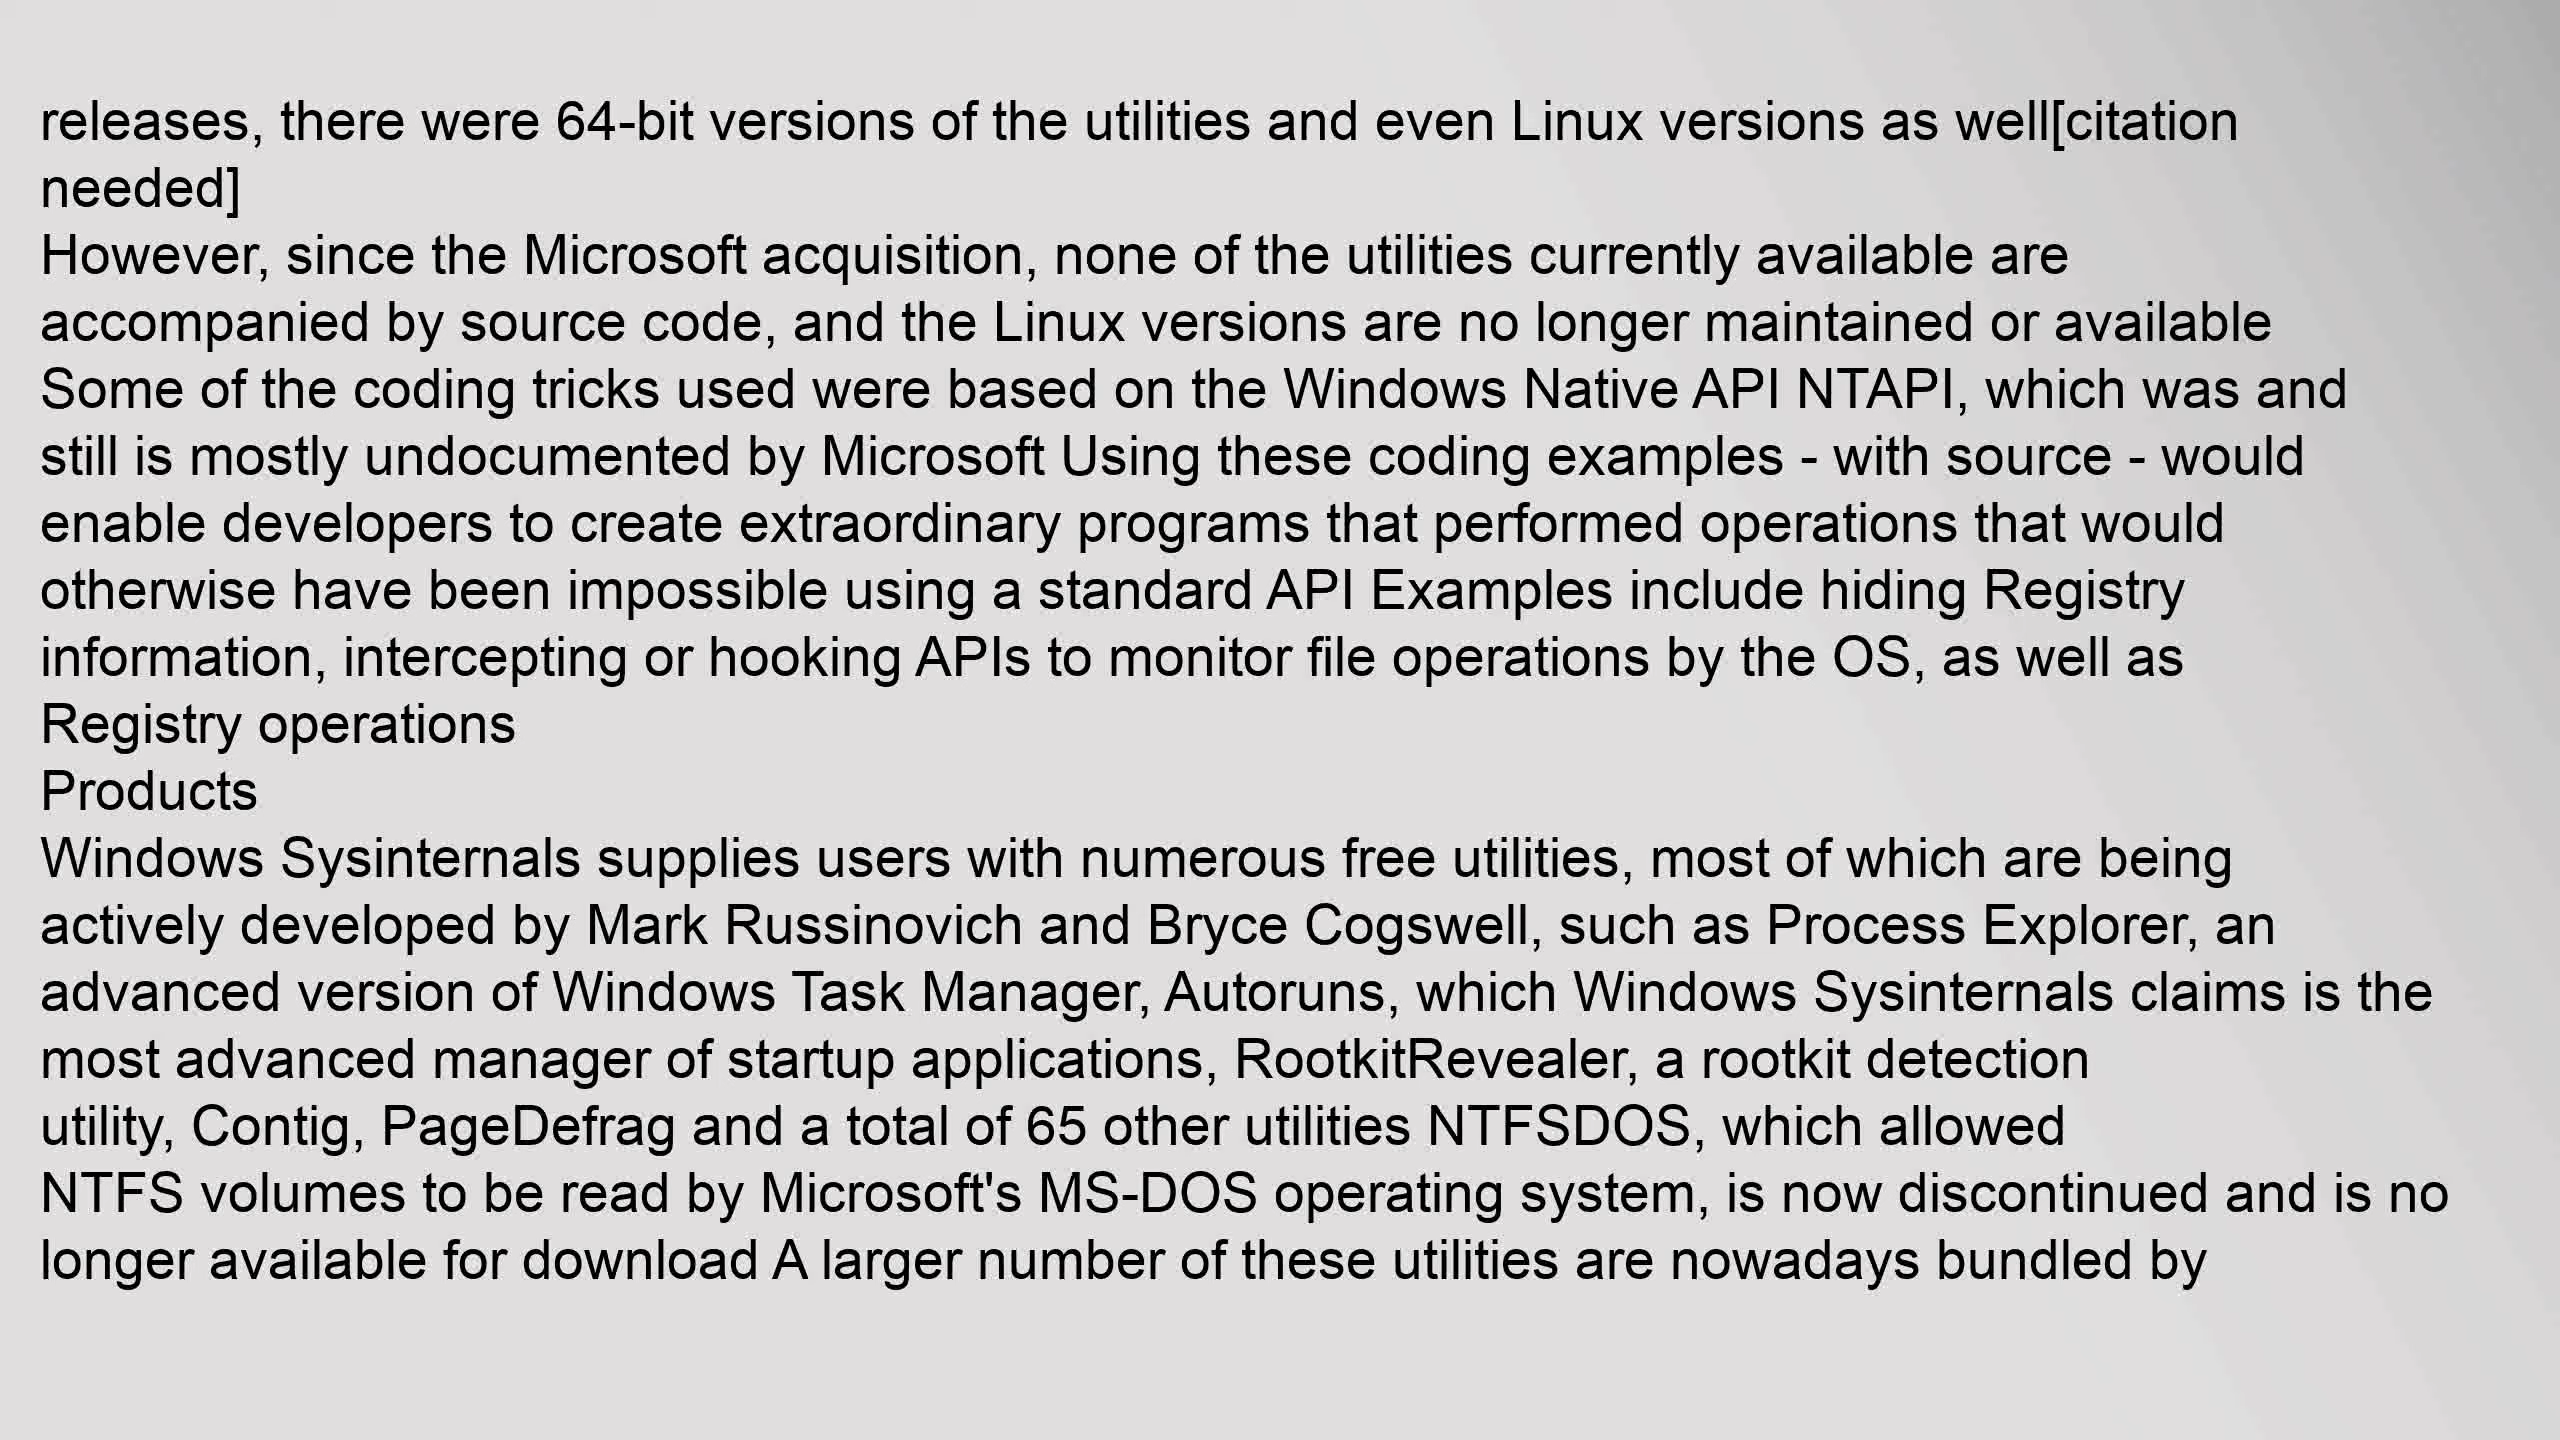 releases, there were 64-bit versions of the utilities and even Linux versions as well[citation
needed]
However, since the Microsoft acquisition, none of the utilities currently available are
accompanied by source code, and the Linux versions are no longer maintained or available
Some of the coding tricks used were based on the Windows Native API NTAPI, which was and
still is mostly undocumented by Microsoft Using these coding examples - with source - would
enable developers to create extraordinary programs that performed operations that would
otherwise have been impossible using a standard API Examples include hiding Registry
information, intercepting or hooking APIs to monitor file operations by the OS, as well as
Registry operations
Products
Windows Sysinternals supplies users with numerous free utilities, most of which are being
actively developed by Mark Russinovich and Bryce Cogswell, such as Process Explorer, an
advanced version of Windows Task Manager, Autoruns, which Windows Sysinternals claims is the
most advanced manager of startup applications, RootkitRevealer, a rootkit detection
utility, Contig, PageDefrag and a total of 65 other utilities NTFSDOS, which allowed
NTFS volumes to be read by Microsoft's MS-DOS operating system, is now discontinued and is no
longer available for download A larger number of these utilities are nowadays bundled by